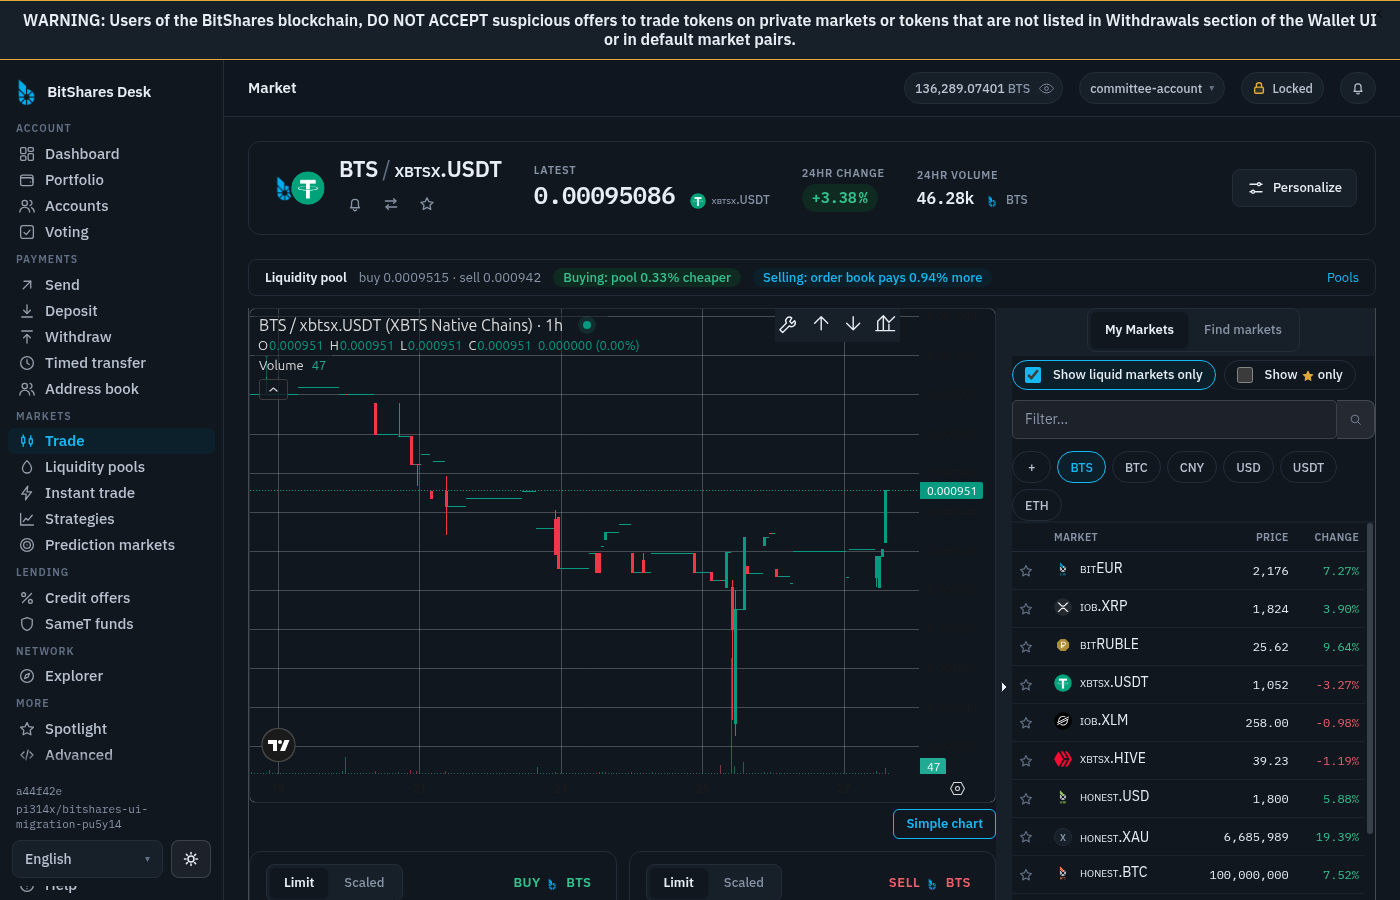 WARNING: Users of the BitShares blockchain, DO NOT ACCEPT suspicious offers to trade tokens on private markets or tokens that are not listed in Withdrawals section of the Wallet UI
or in default market pairs.
BitShares Desk
Market
136,289.07401 BTS
committee-account
Locked
ACCOUNT
Dashboard
Portfolio
Accounts
Voting
PAYMENTS
Send
Deposit
Withdraw
Timed transfer
Address book
MARKETS
Trade
Liquidity pools
Instant trade
Strategies
Prediction markets
LENDING
Credit offers
SameT funds
NETWORK
Explorer
MORE
Spotlight
Advanced
a44f42e
pi314x/bitshares-ui-
migration-pu5y14
English
Help
BTS / XBTSX.USDT
LATEST
0.00095086 XBTSX.USDT
24HR CHANGE
+3.38%
24HR VOLUME
46.28k BTS
Personalize
Liquidity pool buy 0.0009515 · sell 0.000942 Buying: pool 0.33% cheaper Selling: order book pays 0.94% more Pools
BTS / xbtsx.USDT (XBTS Native Chains) · 1h
O0.000951 H0.000951 L0.000951 C0.000951 0.000000 (0.00%)
Volume 47
0.000951
47
Simple chart
Limit Scaled BUY BTS
Limit Scaled SELL BTS
My Markets Find markets
Show liquid markets only Show only
Filter...
+ BTS BTC CNY USD USDT
ETH
MARKET PRICE CHANGE
BITEUR 2,176 7.27%
IOB.XRP 1,824 3.90%
BITRUBLE 25.62 9.64%
XBTSX.USDT 1,052 -3.27%
IOB.XLM 258.00 -0.98%
XBTSX.HIVE 39.23 -1.19%
HONEST.USD 1,800 5.88%
X HONEST.XAU 6,685,989 19.39%
HONEST.BTC 100,000,000 7.52%